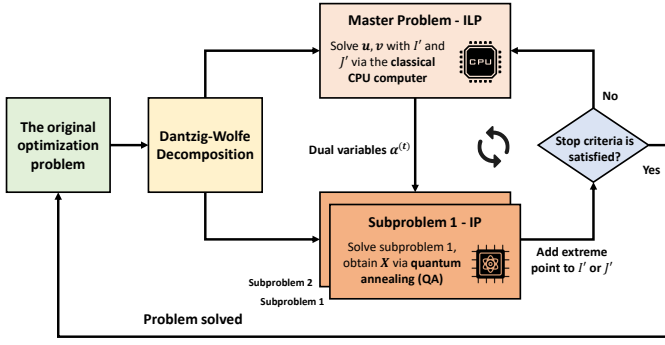 Master Problem - ILP
Solve u, v with I′ and
J′ via the classical
CPU computer
CPU
No
The original
optimization
problem
Dantzig-Wolfe
Decomposition
Dual variables α⁽ᵗ⁾
Stop criteria is
satisfied?
Yes
Subproblem 1 - IP
Solve subproblem 1,
obtain X via quantum
annealing (QA)
Add extreme
point to I′ or J′
Subproblem 2
Subproblem 1
Problem solved